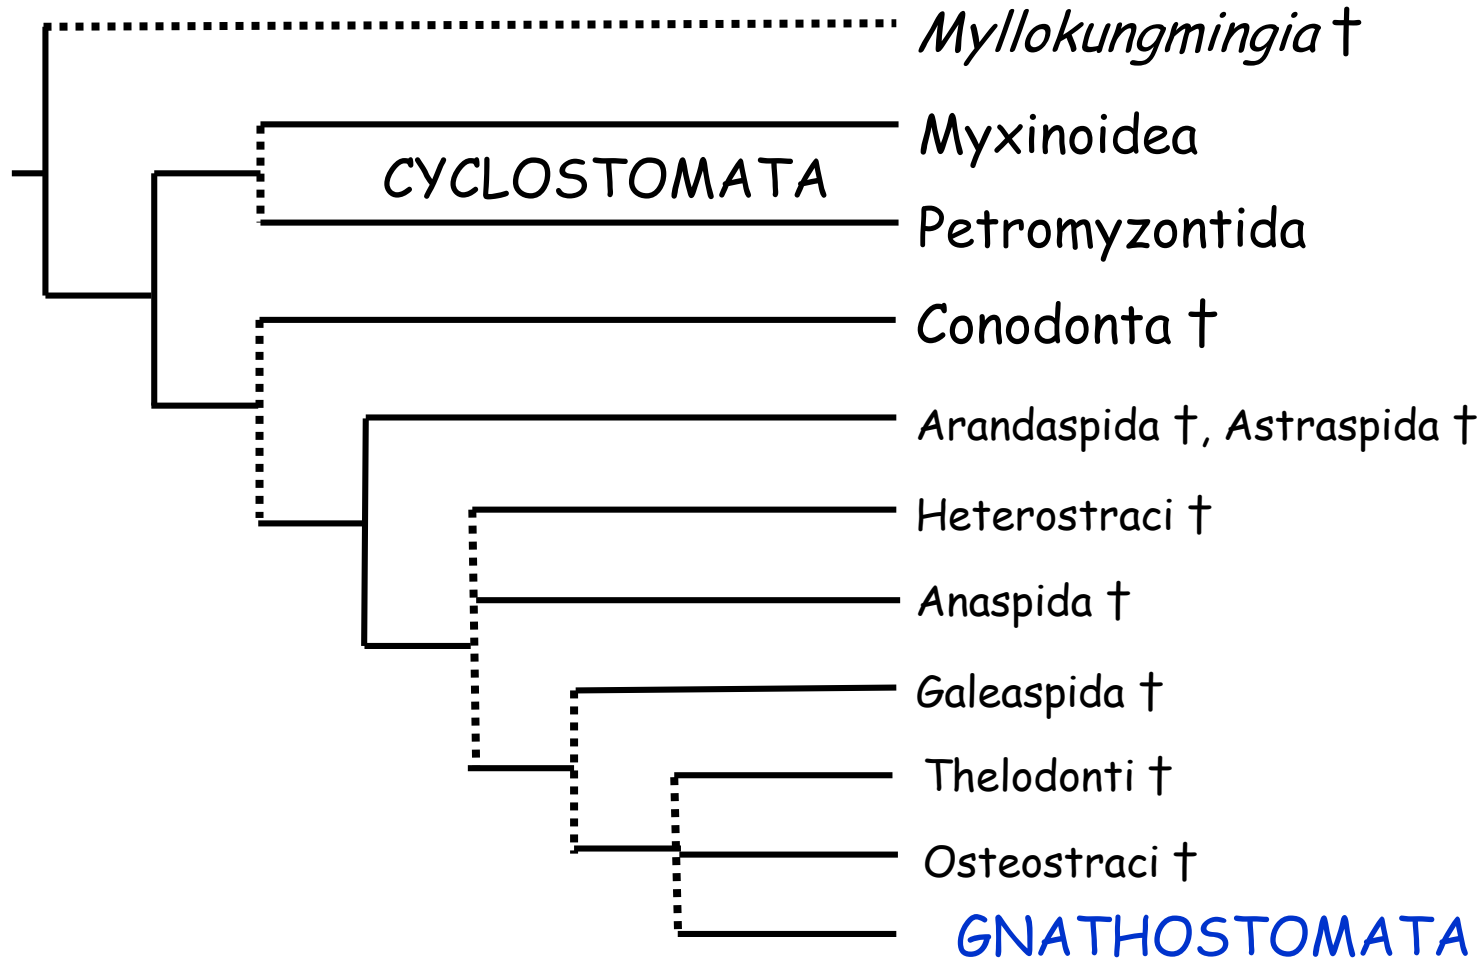 Myllokungmingia †
Myxinoidea
CYCLOSTOMATA
Petromyzontida
Conodonta †
Arandaspida †, Astraspida †
Heterostraci †
Anaspida †
Galeaspida †
Thelodonti †
Osteostraci †
GNATHOSTOMATA